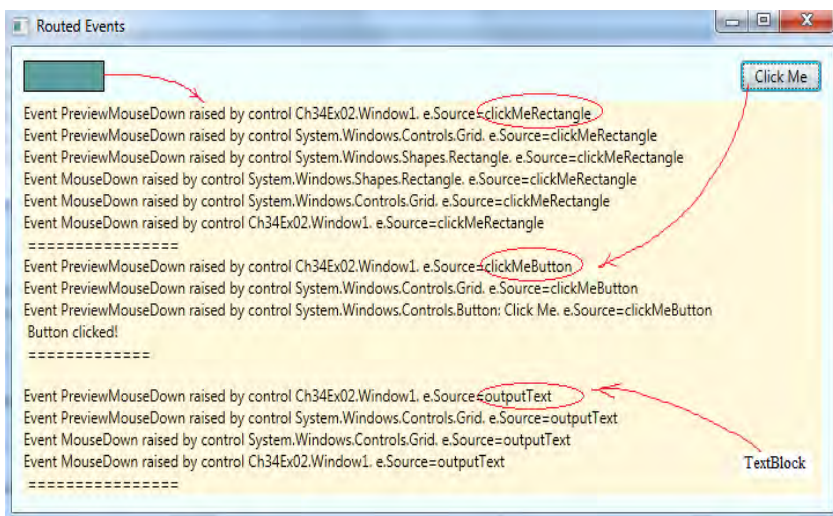 Routed Events
Click Me
Event PreviewMouseDown raised by control Ch34Ex02.Window1. e.Source=clickMeRectangle
Event PreviewMouseDown raised by control System.Windows.Controls.Grid. e.Source=clickMeRectangle
Event PreviewMouseDown raised by control System.Windows.Shapes.Rectangle. e.Source=clickMeRectangle
Event MouseDown raised by control System.Windows.Shapes.Rectangle. e.Source=clickMeRectangle
Event MouseDown raised by control System.Windows.Controls.Grid. e.Source=clickMeRectangle
Event MouseDown raised by control Ch34Ex02.Window1. e.Source=clickMeRectangle
================
Event PreviewMouseDown raised by control Ch34Ex02.Window1. e.Source=clickMeButton
Event PreviewMouseDown raised by control System.Windows.Controls.Grid. e.Source=clickMeButton
Event PreviewMouseDown raised by control System.Windows.Controls.Button: Click Me. e.Source=clickMeButton
Button clicked!
=============
Event PreviewMouseDown raised by control Ch34Ex02.Window1. e.Source=outputText
Event PreviewMouseDown raised by control System.Windows.Controls.Grid. e.Source=outputText
Event MouseDown raised by control System.Windows.Controls.Grid. e.Source=outputText
Event MouseDown raised by control Ch34Ex02.Window1. e.Source=outputText
TextBlock
================